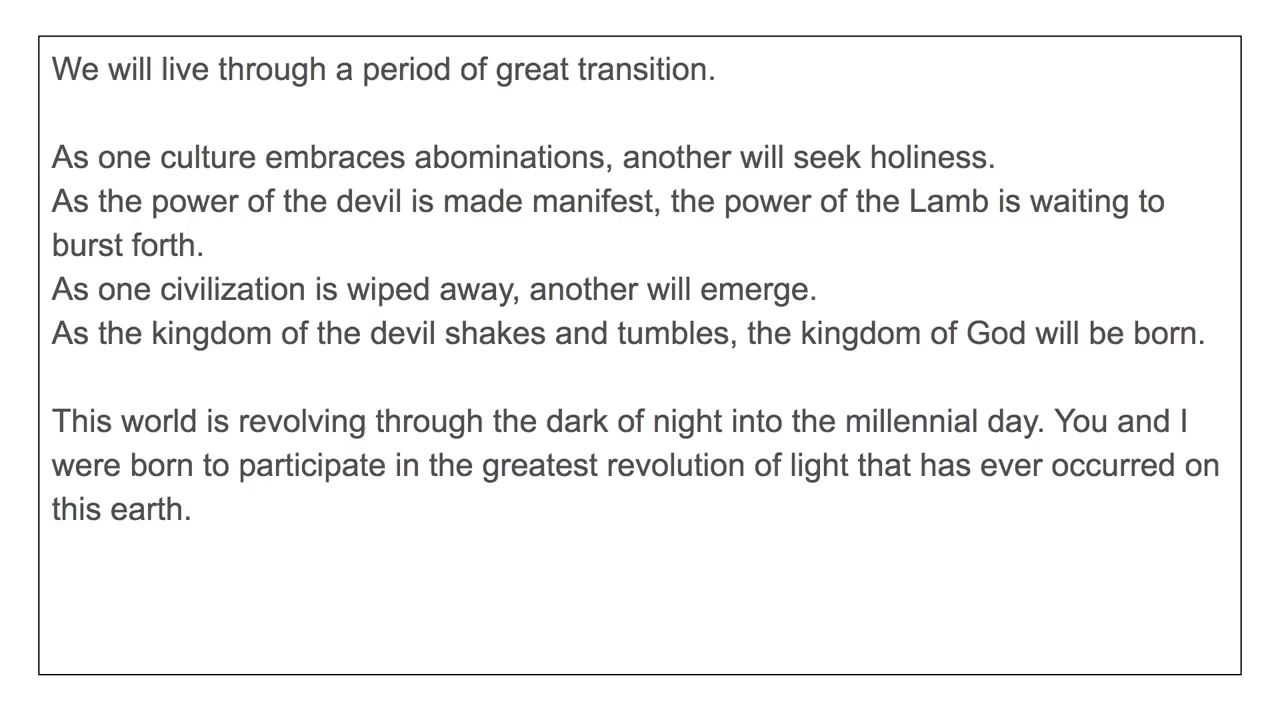 We will live through a period of great transition.
As one culture embraces abominations, another will seek holiness.
As the power of the devil is made manifest, the power of the Lamb is waiting to
burst forth.
As one civilization is wiped away, another will emerge.
As the kingdom of the devil shakes and tumbles, the kingdom of God will be born.
This world is revolving through the dark of night into the millennial day. You and I
were born to participate in the greatest revolution of light that has ever occurred on
this earth.